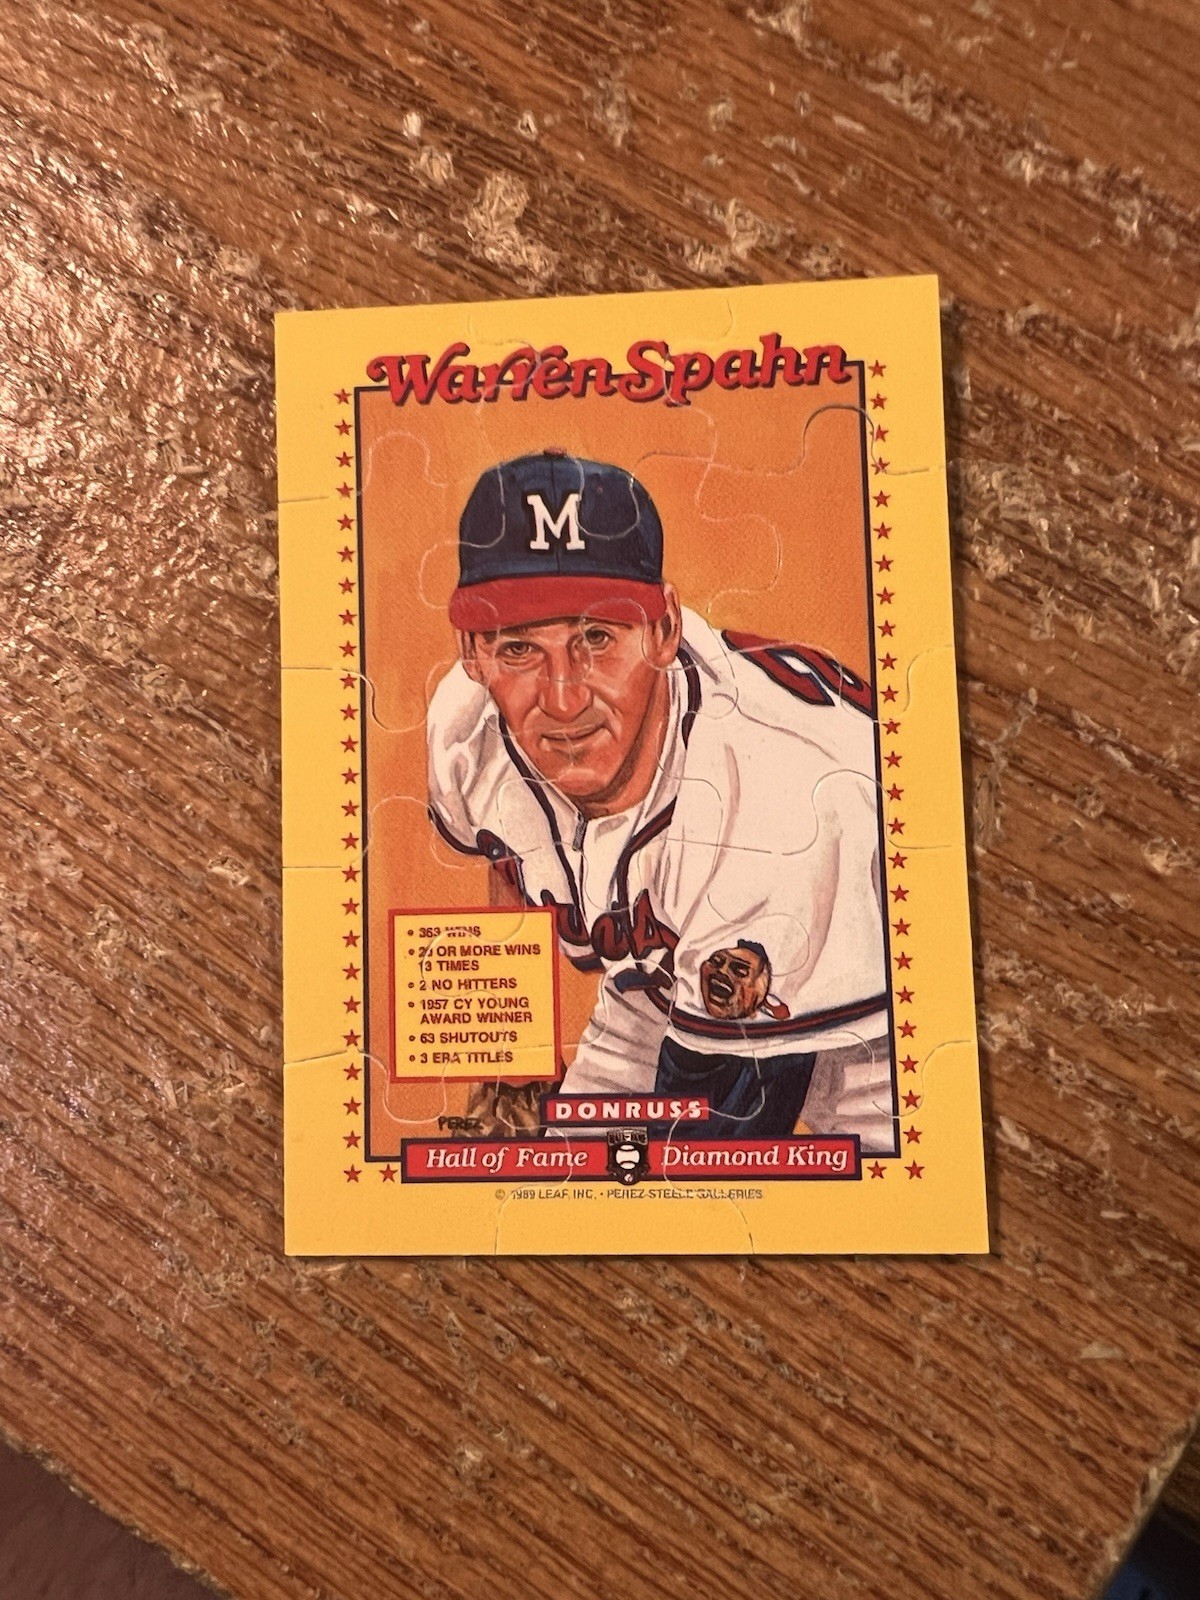 Warren Spahn
M
• 363 WINS
• 20 OR MORE WINS
13 TIMES
• 2 NO HITTERS
• 1957 CY YOUNG
AWARD WINNER
• 63 SHUTOUTS
• 3 ERA TITLES
PEREZ
DONRUSS
Hall of Fame Diamond King
© 1989 LEAF, INC. • PEREZ-STEELE GALLERIES